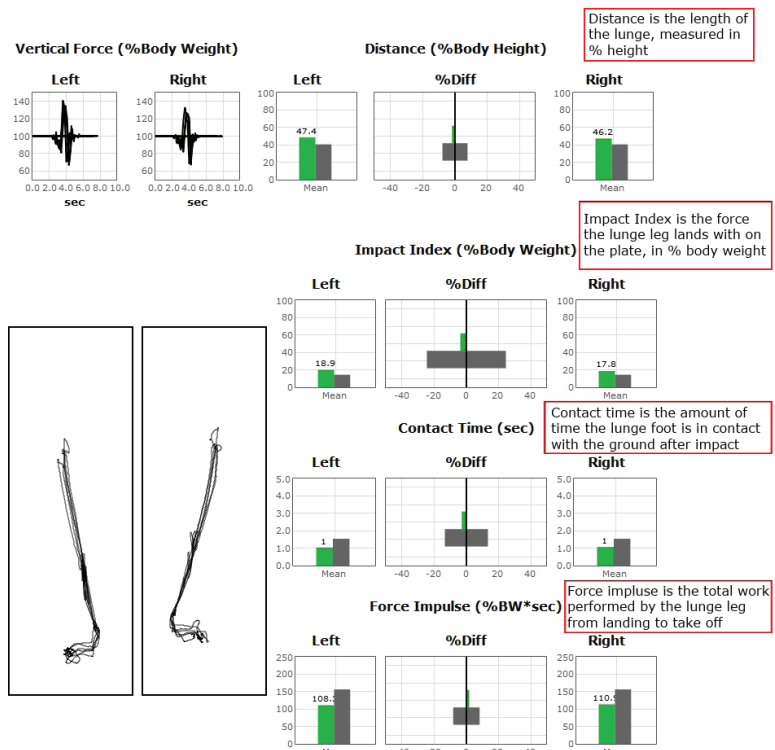 Distance is the length of
the lunge, measured in
% height
Vertical Force (%Body Weight)
Distance (%Body Height)
Left
Right
Left
%Diff
Right
140
120
100
80
60
0.0 2.0 4.0 6.0 8.0 10.0
sec
140
120
100
80
60
0.0 2.0 4.0 6.0 8.0 10.0
sec
100
80
60
40
20
0
47.4
Mean
-40 -20 0 20 40
100
80
60
40
20
0
46.2
Mean
Impact Index is the force
the lunge leg lands with on
the plate, in % body weight
Impact Index (%Body Weight)
Left
%Diff
Right
100
80
60
40
20
0
18.9
Mean
-40 -20 0 20 40
100
80
60
40
20
0
17.8
Mean
Contact time is the amount of
time the lunge foot is in contact
with the ground after impact
Contact Time (sec)
Left
%Diff
Right
5.0
4.0
3.0
2.0
1.0
0.0
1
Mean
-40 -20 0 20 40
5.0
4.0
3.0
2.0
1.0
0.0
1
Mean
Force impluse is the total work
performed by the lunge leg
from landing to take off
Force Impulse (%BW*sec)
Left
%Diff
Right
250
200
150
100
50
0
250
200
150
100
50
0